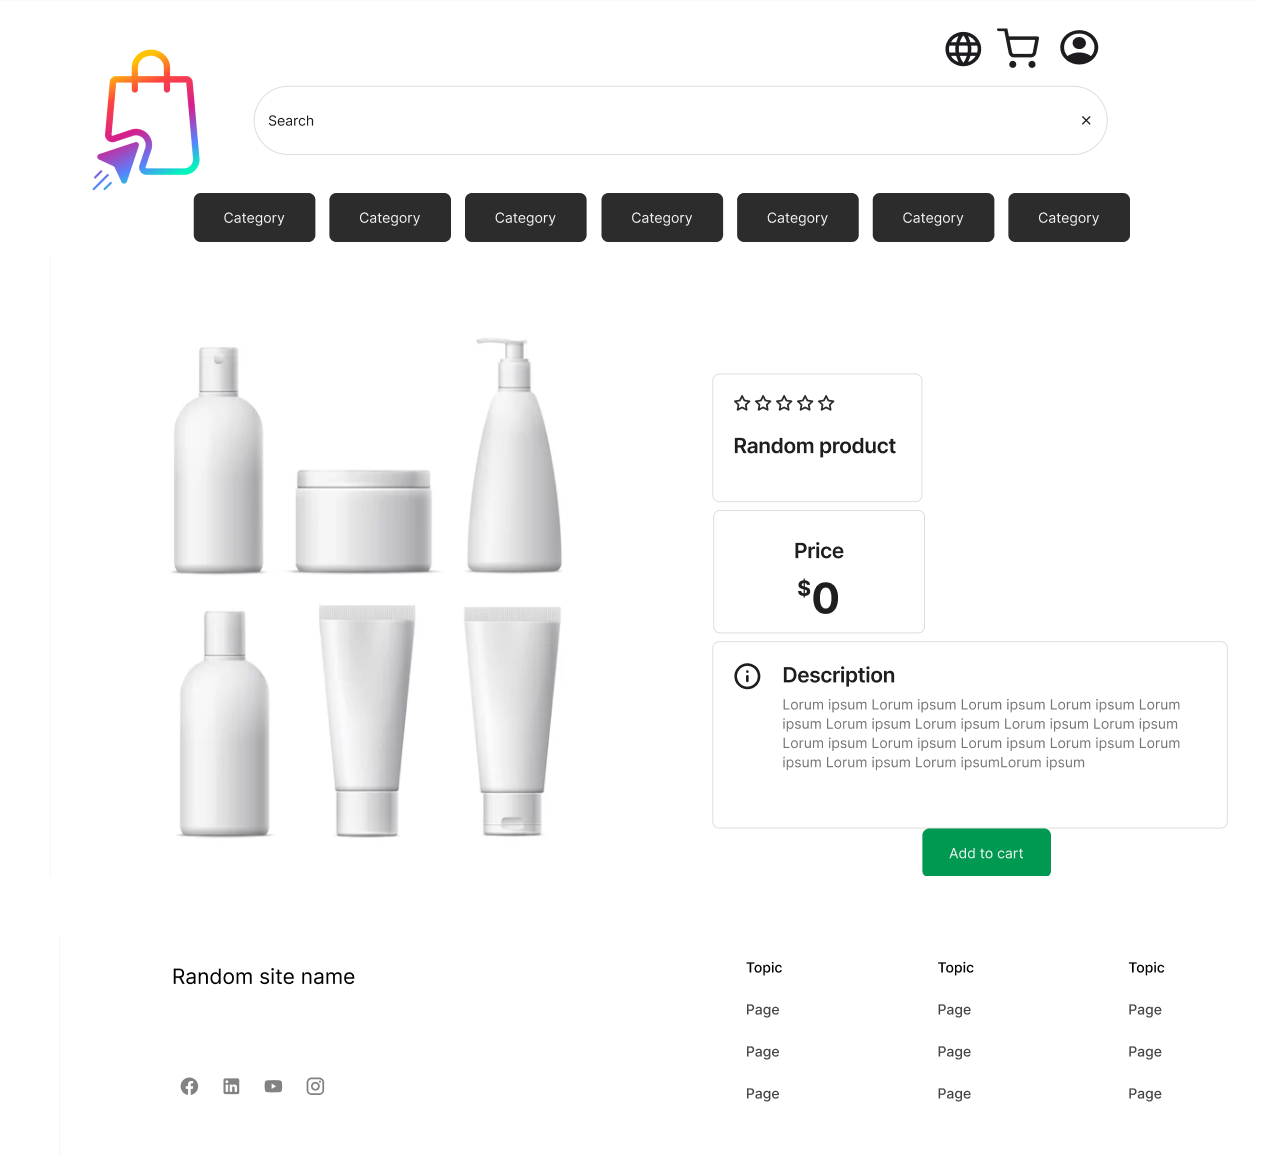 Search
Category Category Category Category Category Category Category
Random product
Price
$0
Description
Lorum ipsum Lorum ipsum Lorum ipsum Lorum ipsum Lorum
ipsum Lorum ipsum Lorum ipsum Lorum ipsum Lorum ipsum
Lorum ipsum Lorum ipsum Lorum ipsum Lorum ipsum Lorum
ipsum Lorum ipsum Lorum ipsumLorum ipsum
Add to cart
Random site name
Topic Topic Topic
Page Page Page
Page Page Page
Page Page Page